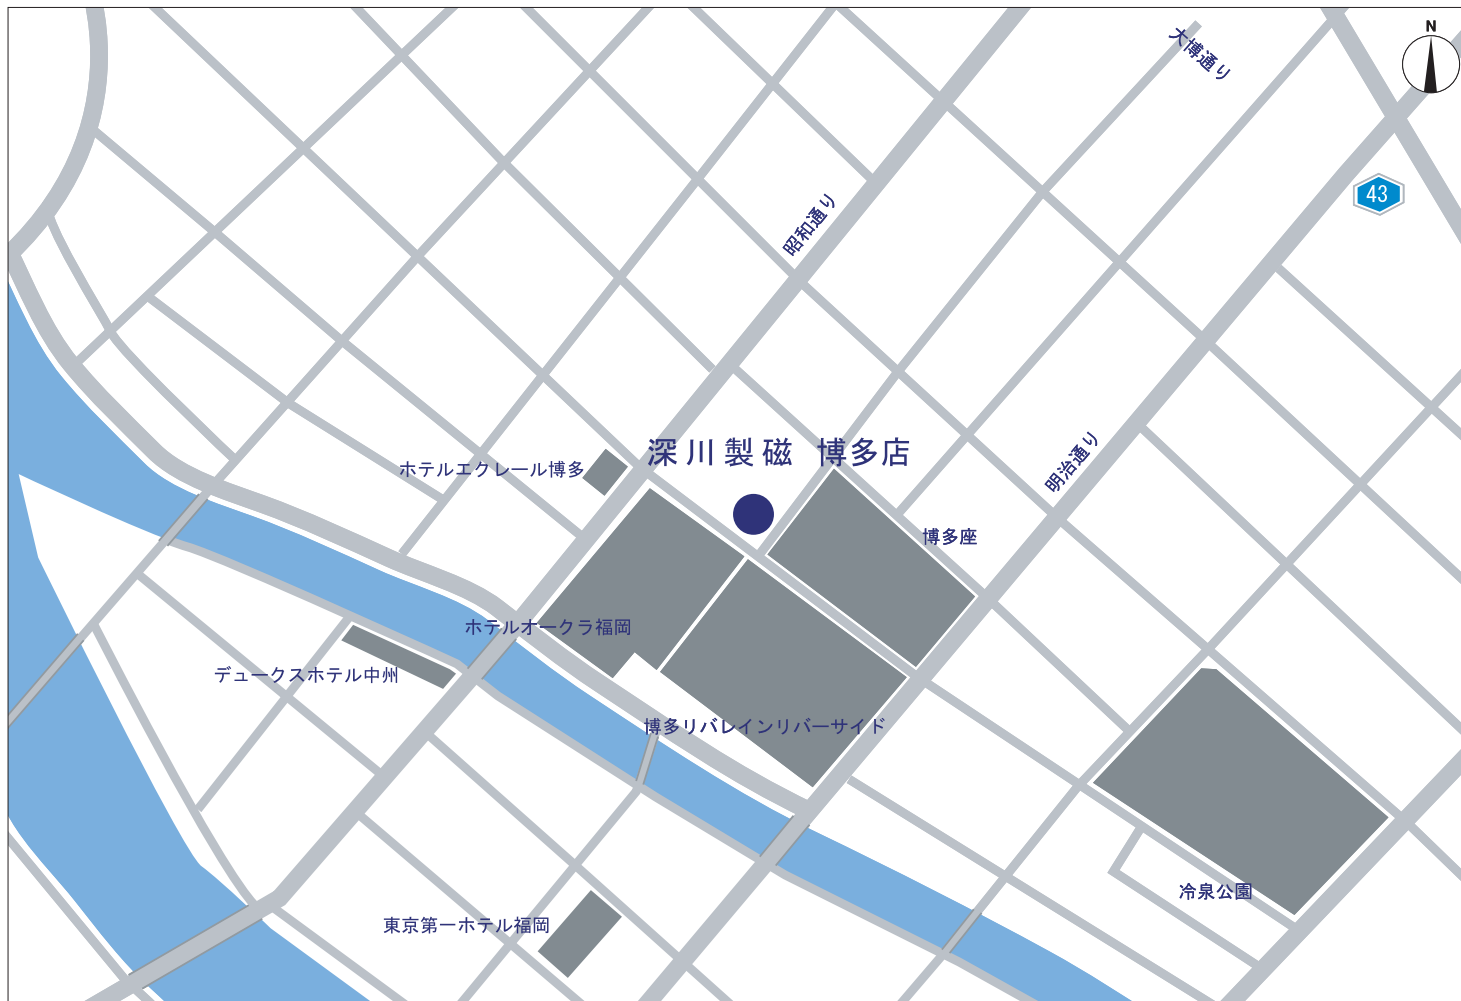 N
大博通り
43
昭和通り
深川製磁 博多店
ホテルエクレール博多
明治通り
博多座
ホテルオークラ福岡
デュークスホテル中州
博多リバレインリバーサイド
冷泉公園
東京第一ホテル福岡